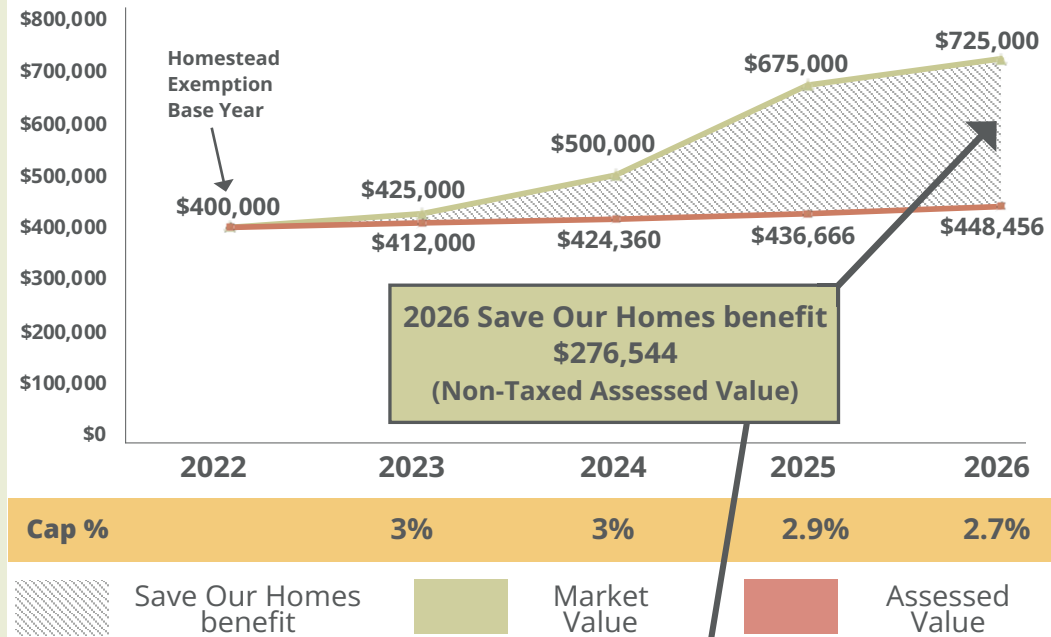 $800,000
$700,000
$600,000
$500,000
$400,000
$300,000
$200,000
$100,000
$0
Homestead
Exemption
Base Year
$400,000
$425,000
$500,000
$675,000
$725,000
$412,000
$424,360
$436,666
$448,456
2026 Save Our Homes benefit
$276,544
(Non-Taxed Assessed Value)
2022 2023 2024 2025 2026
Cap % 3% 3% 2.9% 2.7%
Save Our Homes
benefit
Market
Value
Assessed
Value